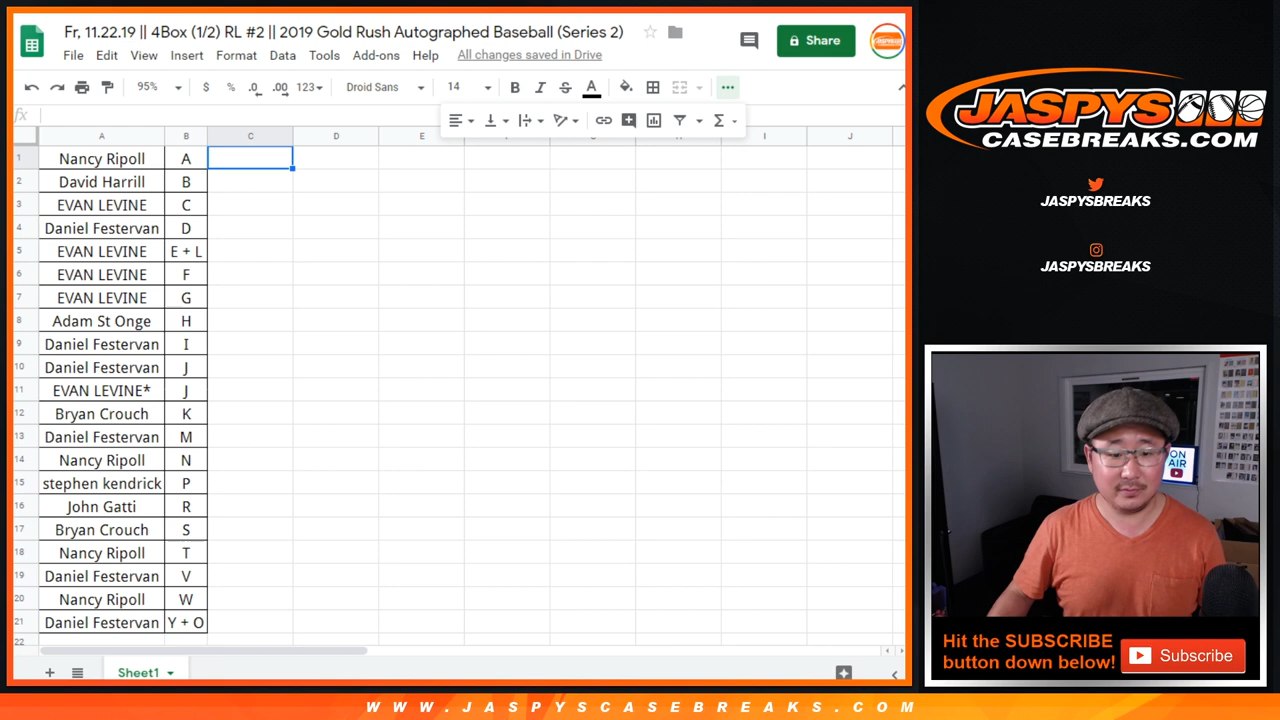 Fr, 11.22.19 || 4Box (1/2) RL #2 || 2019 Gold Rush Autographed Baseball (Series 2)
File Edit View Insert Format Data Tools Add-ons Help All changes saved in Drive
Share
95% $ % .0 .00 123 Droid Sans 14 B I S A
fx
A B C D E I J
1 Nancy Ripoll A
2 David Harrill B
3 EVAN LEVINE C
4 Daniel Festervan D
5 EVAN LEVINE E + L
6 EVAN LEVINE F
7 EVAN LEVINE G
8 Adam St Onge H
9 Daniel Festervan I
10 Daniel Festervan J
11 EVAN LEVINE* J
12 Bryan Crouch K
13 Daniel Festervan M
14 Nancy Ripoll N
15 stephen kendrick P
16 John Gatti R
17 Bryan Crouch S
18 Nancy Ripoll T
19 Daniel Festervan V
20 Nancy Ripoll W
21 Daniel Festervan Y + O
22
Sheet1
JASPYS
CASEBREAKS.COM
JASPYSBREAKS
JASPYSBREAKS
ON
AIR
Hit the SUBSCRIBE
button down below!
Subscribe
WWW.JASPYSCASEBREAKS.COM